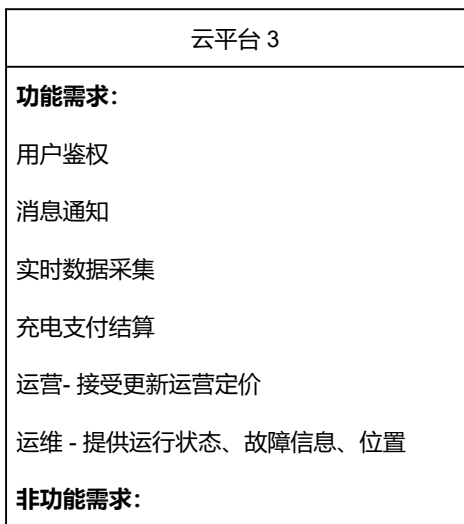 云平台 3
功能需求：
用户鉴权
消息通知
实时数据采集
充电支付结算
运营- 接受更新运营定价
运维 - 提供运行状态、故障信息、位置
非功能需求：